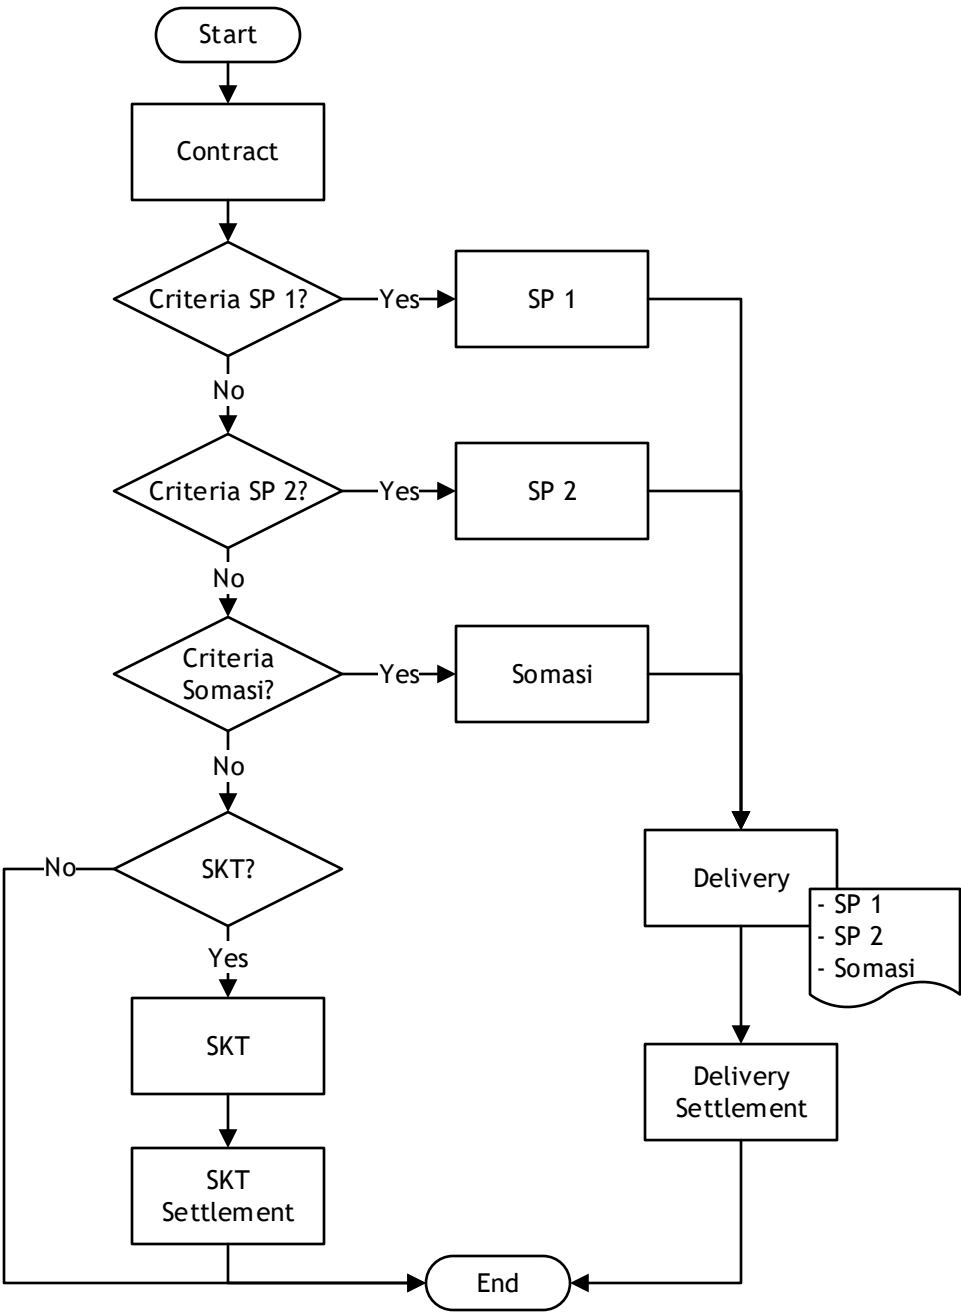 Start
Contract
Criteria SP 1?
Yes
SP 1
No
Criteria SP 2?
Yes
SP 2
No
Criteria
Somasi?
Yes
Somasi
No
SKT?
No
Yes
Delivery
- SP 1
- SP 2
- Somasi
SKT
Delivery
Settlement
SKT
Settlement
End